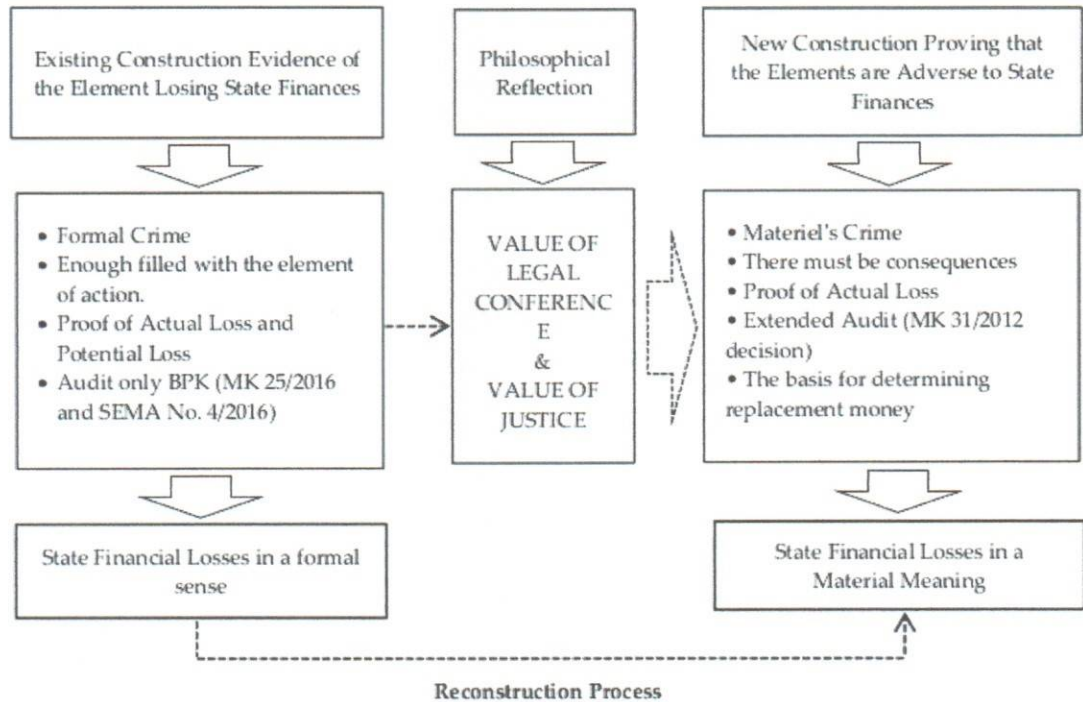 Existing Construction Evidence of
the Element Losing State Finances
Philosophical
Reflection
New Construction Proving that
the Elements are Adverse to State
Finances
• Formal Crime
• Enough filled with the element
of action.
• Proof of Actual Loss and
Potential Loss
• Audit only BPK (MK 25/2016
and SEMA No. 4/2016)
VALUE OF
LEGAL
CONFERENC
E
&
VALUE OF
JUSTICE
• Materiel's Crime
• There must be consequences
• Proof of Actual Loss
• Extended Audit (MK 31/2012
decision)
• The basis for determining
replacement money
State Financial Losses in a formal
sense
State Financial Losses in a
Material Meaning
Reconstruction Process